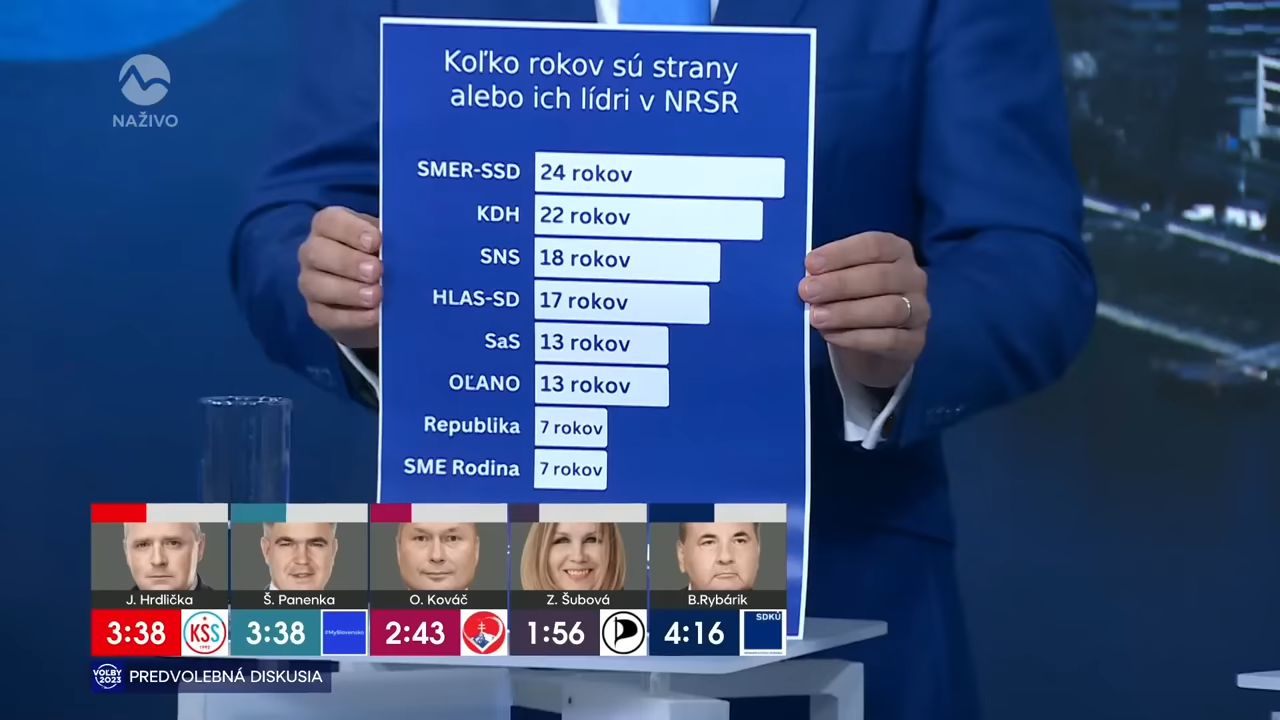 NAŽIVO
Koľko rokov sú strany
alebo ich lídri v NRSR
SMER-SSD 24 rokov
KDH 22 rokov
SNS 18 rokov
HLAS-SD 17 rokov
SaS 13 rokov
OĽANO 13 rokov
Republika 7 rokov
SME Rodina 7 rokov
J. Hrdlička Š. Panenka O. Kováč Z. Šubová B.Rybárik
3:38 KSS 1992 3:38 #MySlovensko 2:43 1:56 4:16 SDKÚ
VOĽBY 2023 PREDVOLEBNÁ DISKUSIA